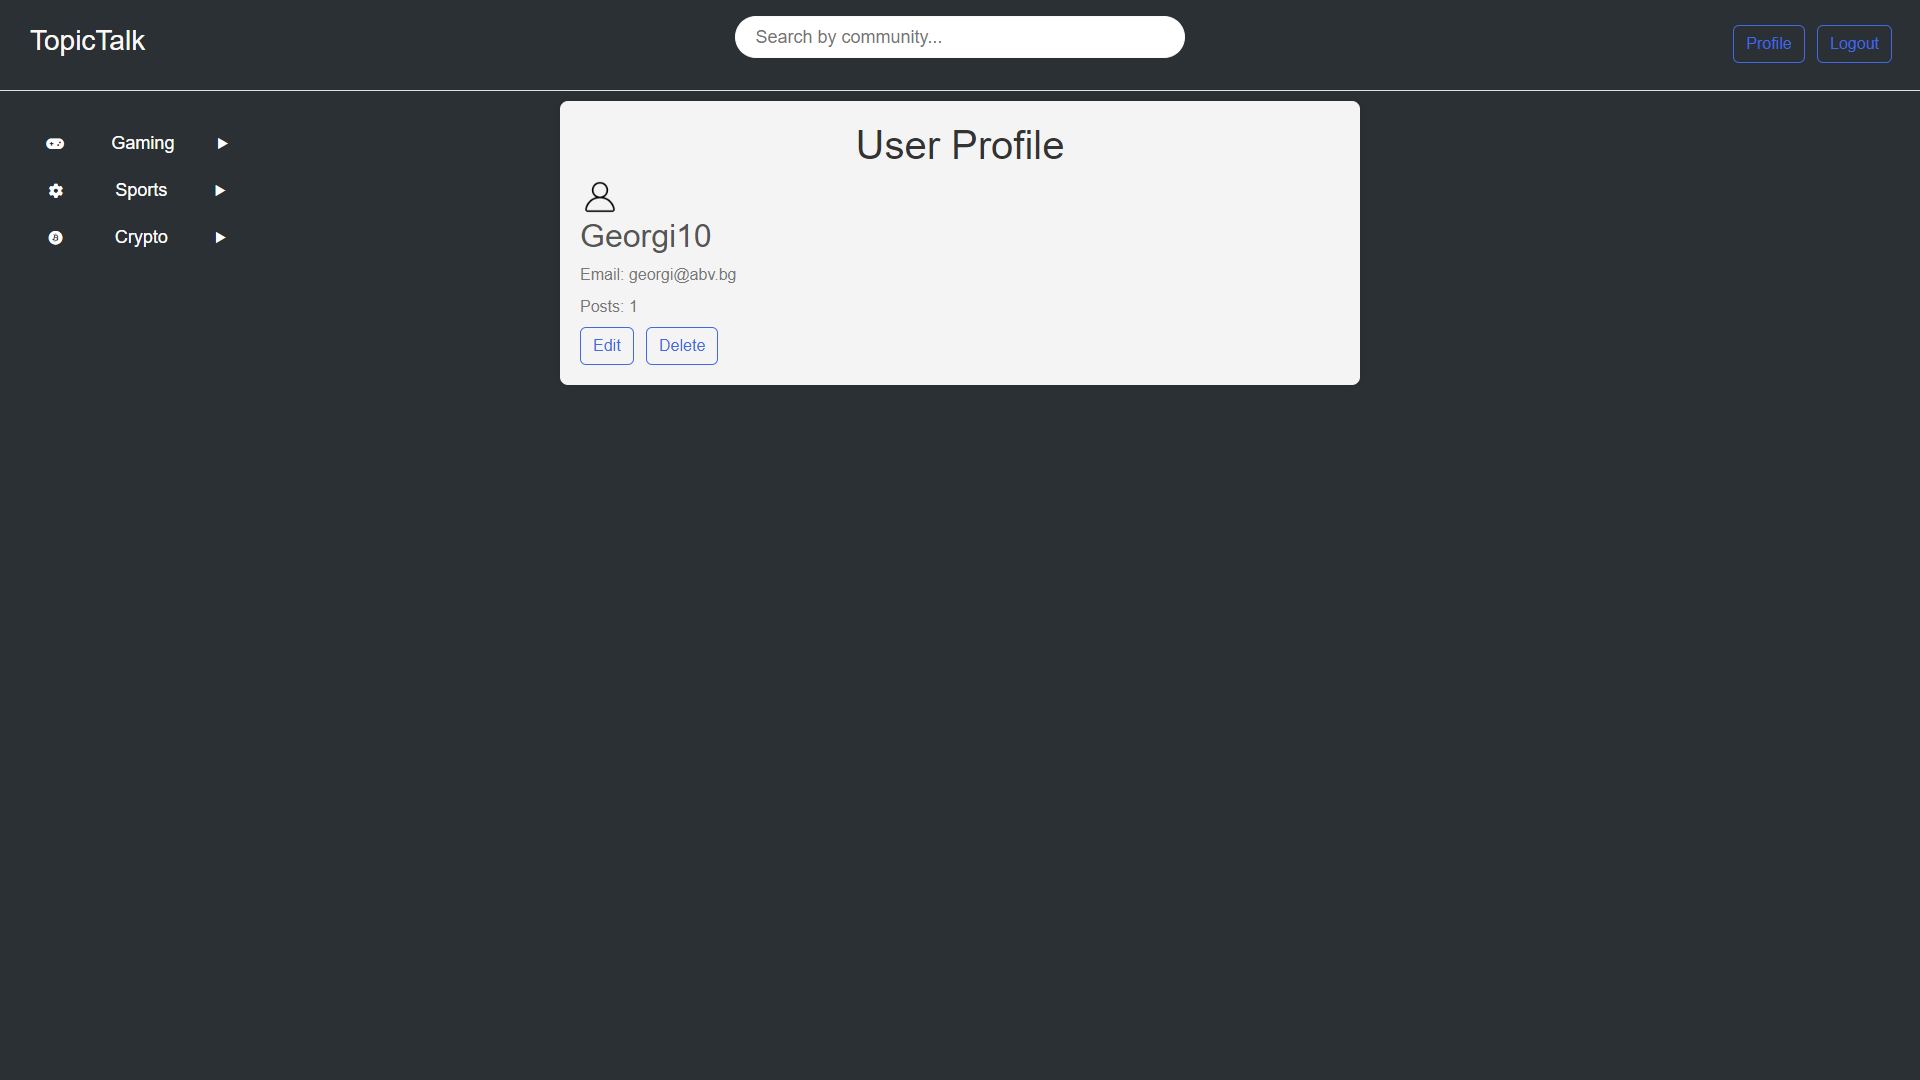 TopicTalk
Search by community...
Profile
Logout
Gaming
Sports
Crypto
User Profile
Georgi10
Email: georgi@abv.bg
Posts: 1
Edit
Delete